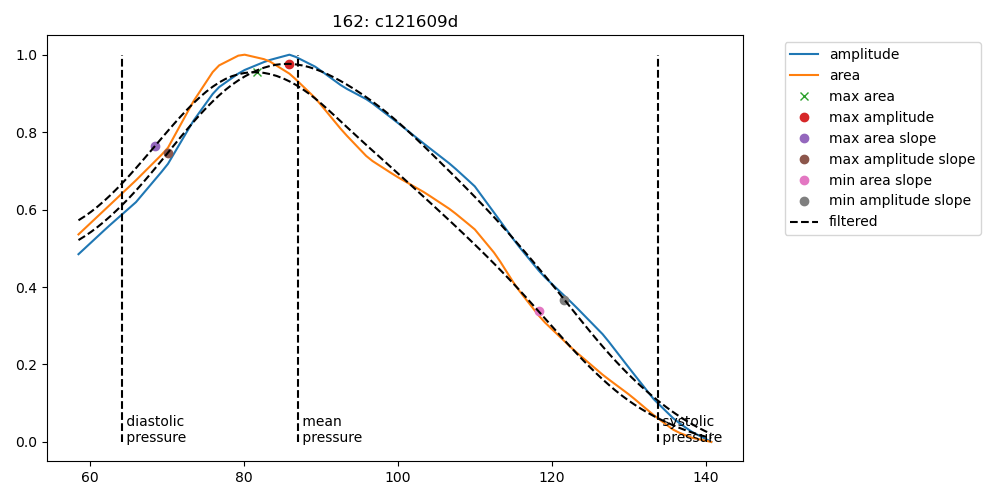 162: c121609d
1.0
0.8
0.6
0.4
0.2
0.0
60
80
100
120
140
diastolic
pressure
mean
pressure
systolic
pressure
amplitude
area
max area
max amplitude
max area slope
max amplitude slope
min area slope
min amplitude slope
filtered